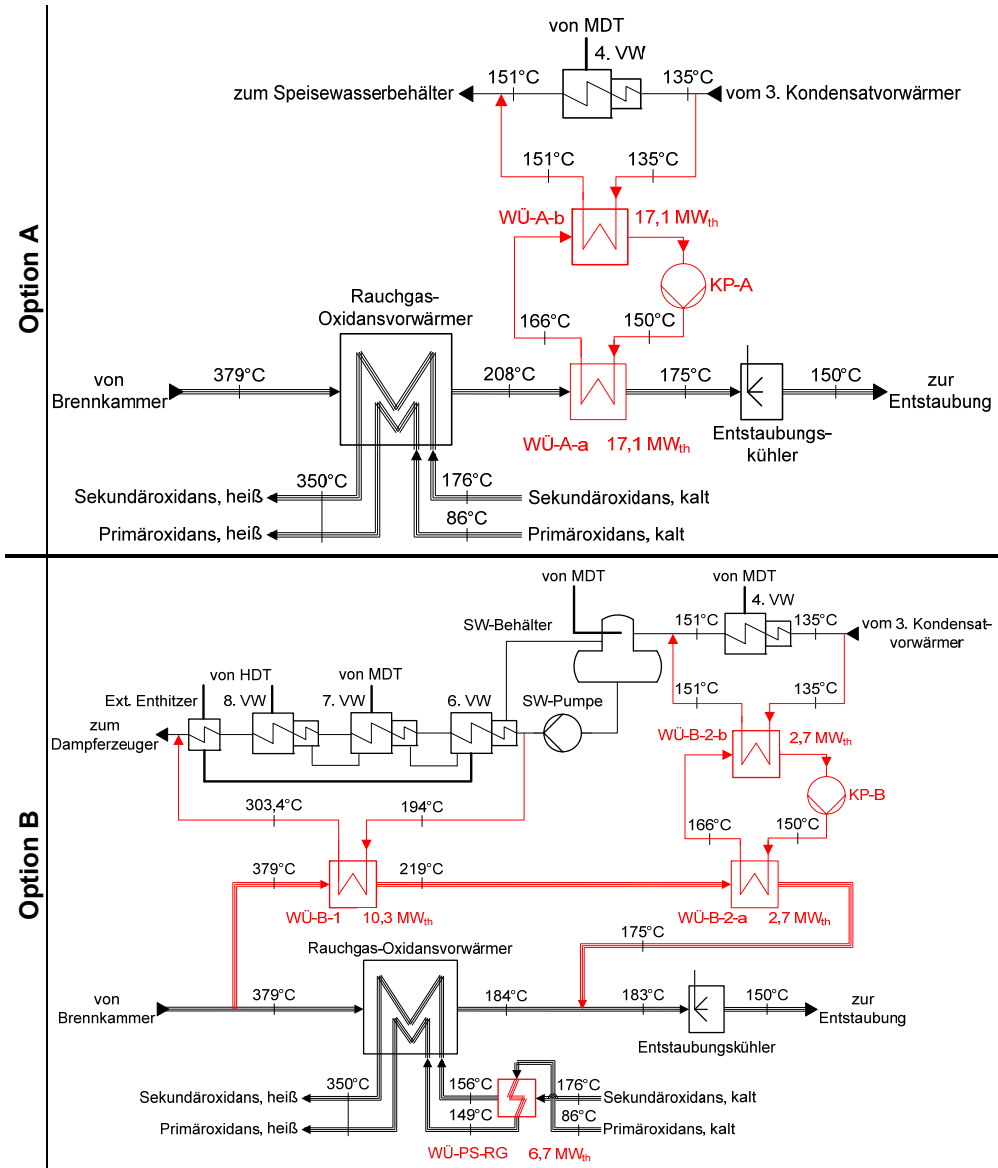 Option A
von MDT
4. VW
151°C
135°C
zum Speisewasserbehälter
vom 3. Kondensatvorwärmer
151°C
135°C
WÜ-A-b
17,1 MWth
KP-A
Rauchgas-
Oxidansvorwärmer
166°C
150°C
von
Brennkammer
379°C
208°C
175°C
150°C
zur
Entstaubung
WÜ-A-a
17,1 MWth
Entstaubungs-
kühler
350°C
176°C
Sekundäroxidans, heiß
Sekundäroxidans, kalt
86°C
Primäroxidans, heiß
Primäroxidans, kalt
Option B
von MDT
von MDT
4. VW
SW-Behälter
151°C
135°C
vom 3. Kondensat-
vorwärmer
von HDT
von MDT
Ext. Enthitzer
8. VW
7. VW
6. VW
SW-Pumpe
zum
Dampferzeuger
151°C
135°C
WÜ-B-2-b
2,7 MWth
KP-B
303,4°C
194°C
166°C
150°C
379°C
219°C
WÜ-B-1
10,3 MWth
WÜ-B-2-a
2,7 MWth
175°C
Rauchgas-Oxidansvorwärmer
von
Brennkammer
379°C
184°C
183°C
150°C
zur
Entstaubung
Entstaubungskühler
350°C
156°C
176°C
Sekundäroxidans, heiß
Sekundäroxidans, kalt
149°C
86°C
Primäroxidans, heiß
Primäroxidans, kalt
WÜ-PS-RG
6,7 MWth